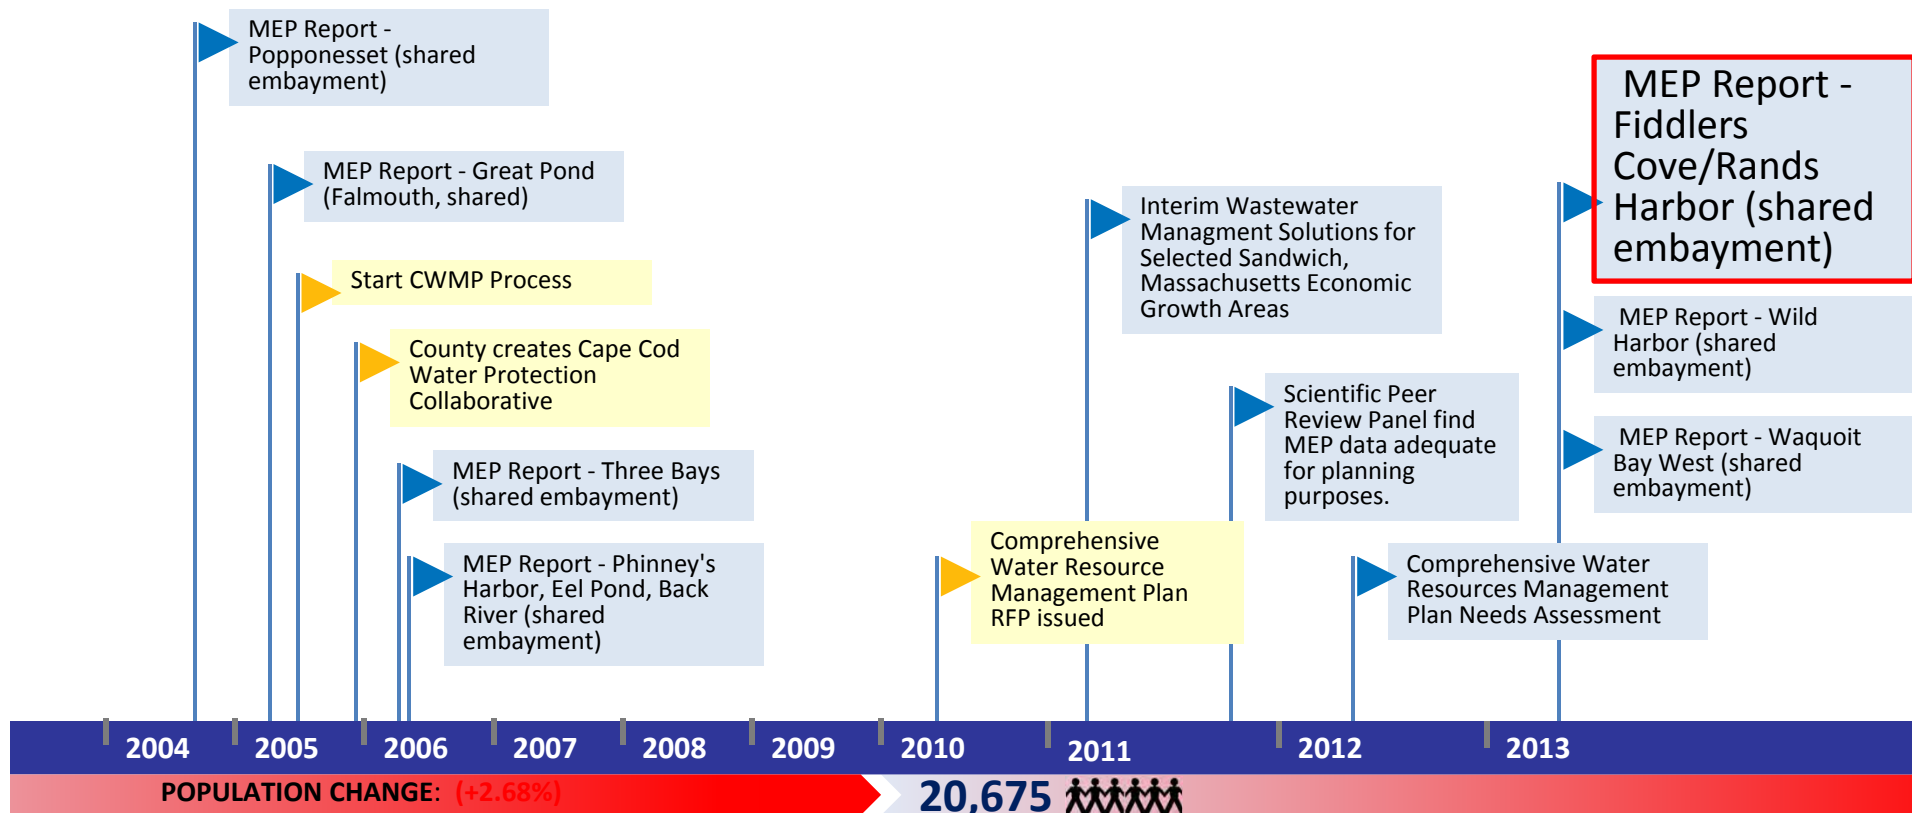 MEP Report -
Popponesset (shared
embayment)
MEP Report - Great Pond
(Falmouth, shared)
Start CWMP Process
County creates Cape Cod
Water Protection
Collaborative
MEP Report - Three Bays
(shared embayment)
MEP Report - Phinney's
Harbor, Eel Pond, Back
River (shared
embayment)
Comprehensive
Water Resource
Management Plan
RFP issued
Interim Wastewater
Managment Solutions for
Selected Sandwich,
Massachusetts Economic
Growth Areas
Scientific Peer
Review Panel find
MEP data adequate
for planning
purposes.
Comprehensive Water
Resources Management
Plan Needs Assessment
MEP Report -
Fiddlers
Cove/Rands
Harbor (shared
embayment)
MEP Report - Wild
Harbor (shared
embayment)
MEP Report - Waquoit
Bay West (shared
embayment)
2004 2005 2006 2007 2008 2009 2010 2011 2012 2013
POPULATION CHANGE: (+2.68%) 20,675